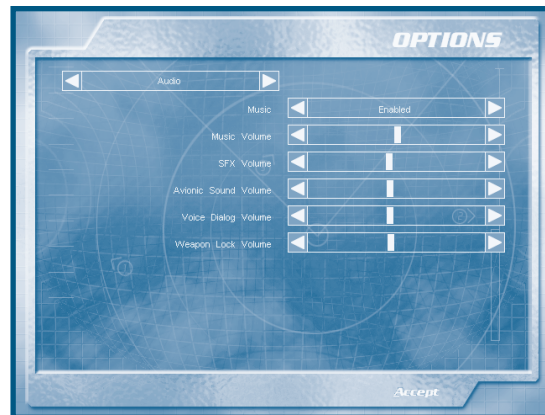 OPTIONS
Audio
Music Enabled
Music Volume
SFX Volume
Avionic Sound Volume
Voice Dialog Volume
Weapon Lock Volume
Accept